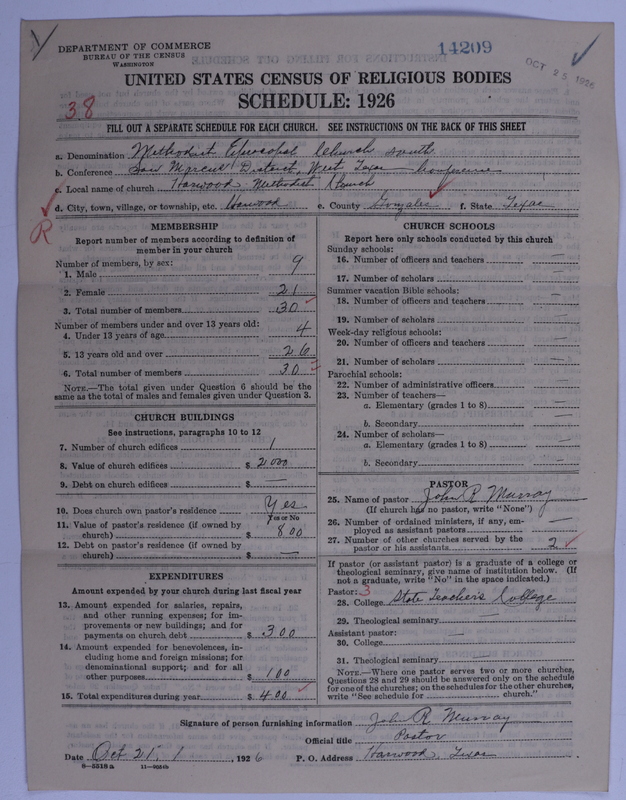 DEPARTMENT OF COMMERCE
BUREAU OF THE CENSUS
WASHINGTON
14209
OCT 25 1926
UNITED STATES CENSUS OF RELIGIOUS BODIES
SCHEDULE: 1926
38
FILL OUT A SEPARATE SCHEDULE FOR EACH CHURCH. SEE INSTRUCTIONS ON THE BACK OF THIS SHEET
a. Denomination Methodist Episcopal Church south
b. Conference San Marcus District, West Texas Conference
c. Local name of church Harwood Methodist Church
d. City, town, village, or township, etc. Harwood e. County Gonzales f. State Texas
R
MEMBERSHIP
Report number of members according to definition of
member in your church
Number of members, by sex:
1. Male 9
2. Female 21
3. Total number of members 30
Number of members under and over 13 years old:
4. Under 13 years of age 4
5. 13 years old and over 26
6. Total number of members 30
NOTE.—The total given under Question 6 should be the
same as the total of males and females given under Question 3.
CHURCH BUILDINGS
See instructions, paragraphs 10 to 12
7. Number of church edifices 1
8. Value of church edifices $ 2000
9. Debt on church edifices $ —
10. Does church own pastor's residence Yes
Yes or No
11. Value of pastor's residence (if owned by
church) $ 800
12. Debt on pastor's residence (if owned by
church) $ —
EXPENDITURES
Amount expended by your church during last fiscal year
13. Amount expended for salaries, repairs,
and other running expenses; for im-
provements or new buildings; and for
payments on church debt $ 300
14. Amount expended for benevolences, in-
cluding home and foreign missions; for
denominational support; and for all
other purposes $ 100
15. Total expenditures during year $ 400
CHURCH SCHOOLS
Report here only schools conducted by this church
Sunday schools:
16. Number of officers and teachers —
17. Number of scholars —
Summer vacation Bible schools:
18. Number of officers and teachers —
19. Number of scholars —
Week-day religious schools:
20. Number of officers and teachers —
21. Number of scholars —
Parochial schools:
22. Number of administrative officers —
23. Number of teachers—
a. Elementary (grades 1 to 8) —
b. Secondary —
24. Number of scholars—
a. Elementary (grades 1 to 8) —
b. Secondary —
PASTOR
25. Name of pastor John R Murray
(If church has no pastor, write "None")
26. Number of ordained ministers, if any, em-
ployed as assistant pastors —
27. Number of other churches served by the
pastor or his assistants 2
If pastor (or assistant pastor) is a graduate of a college or
theological seminary, give name of institution below. (If
not a graduate, write "No" in the space indicated.)
Pastor: 3
28. College State Teachers College
29. Theological seminary —
Assistant pastor:
30. College —
31. Theological seminary —
NOTE.—Where one pastor serves two or more churches,
Questions 28 and 29 should be answered only on the schedule
for one of the churches; on the schedules for the other churches,
write "See schedule for church."
Signature of person furnishing information John R Murray
Official title Pastor
Date Oct 21, 1926 P. O. Address Harwood, Texas
8—5518a 11—9554b